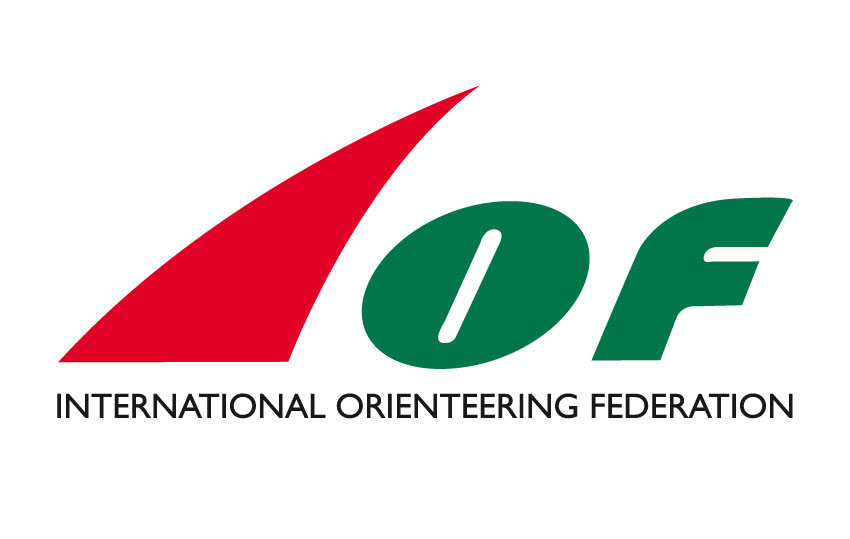 IOF
INTERNATIONAL ORIENTEERING FEDERATION